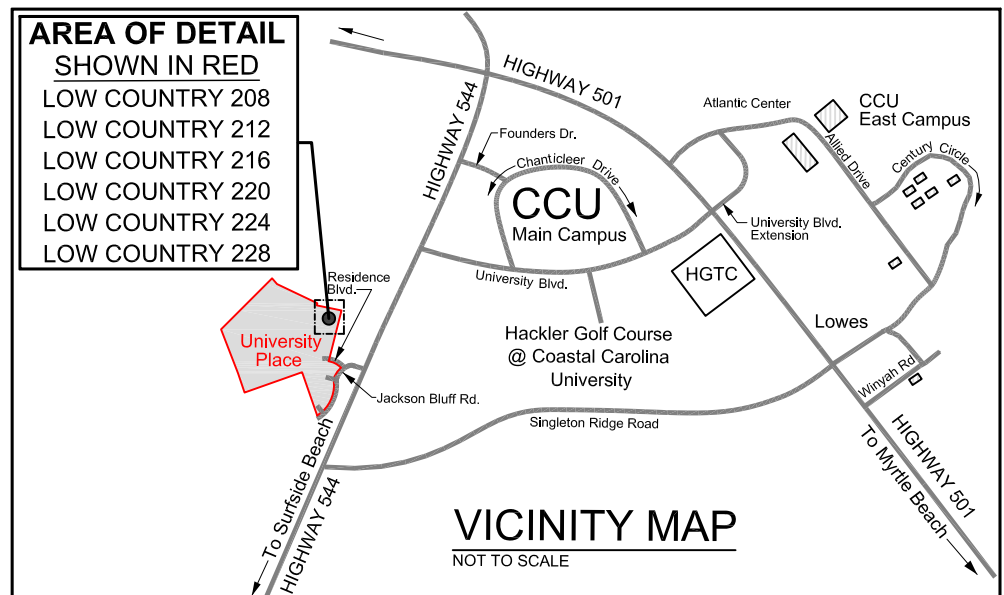 AREA OF DETAIL
SHOWN IN RED
LOW COUNTRY 208
LOW COUNTRY 212
LOW COUNTRY 216
LOW COUNTRY 220
LOW COUNTRY 224
LOW COUNTRY 228
HIGHWAY 501
HIGHWAY 544
Founders Dr.
Chanticleer Drive
CCU
Main Campus
University Blvd.
Atlantic Center
CCU
East Campus
Allied Drive
Century Circle
University Blvd.
Extension
HGTC
Lowes
Winyah Rd
Residence
Blvd.
University
Place
Jackson Bluff Rd.
Hackler Golf Course
@ Coastal Carolina
University
Singleton Ridge Road
To Surfside Beach
HIGHWAY 544
HIGHWAY 501
To Myrtle Beach
VICINITY MAP
NOT TO SCALE